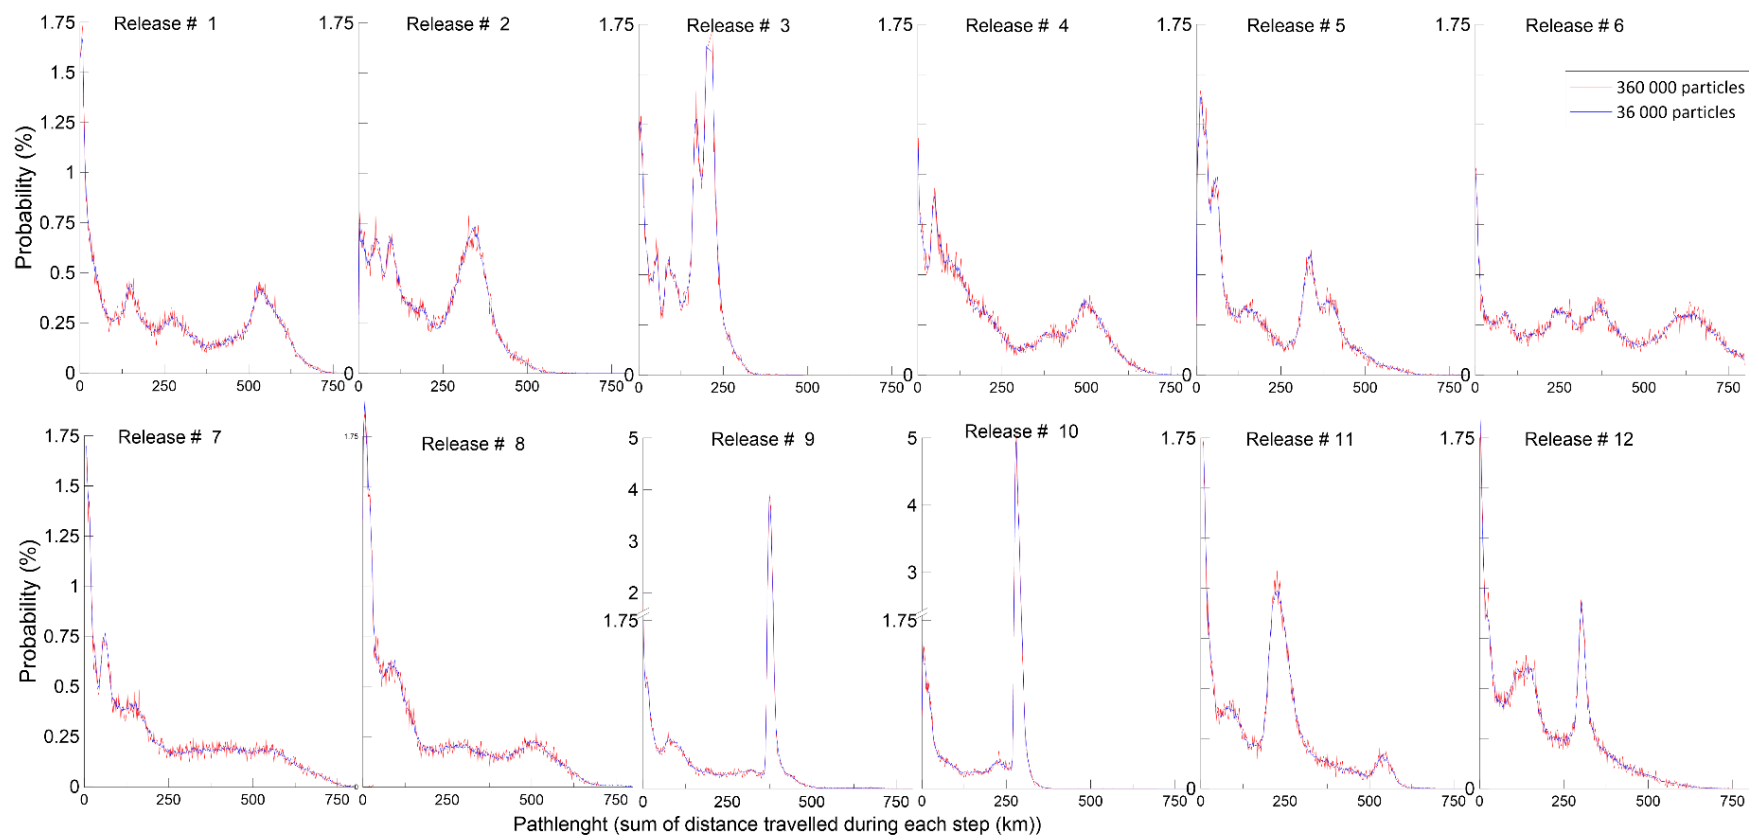 Release # 1
Release # 2
Release # 3
Release # 4
Release # 5
Release # 6
1.75
1.5
1.25
1
0.75
0.5
0.25
0
1.75
0
1.75
0
1.75
0
1.75
0
1.75
0
Probability (%)
360 000 particles
36 000 particles
0 250 500 750
0 250 500 750
0 250 500 750
0 250 500 750
0 250 500 750
0 250 500 750
Release # 7
Release # 8
Release # 9
Release # 10
Release # 11
Release # 12
1.75
1.5
1.25
1
0.75
0.5
0.25
0
1.75
0
5
4
3
2
1.75
5
4
3
1.75
1.75
0
1.75
0
Probability (%)
0 250 500 750
0 250 500 750
0 250 500 750
0 250 500 750
0 250 500 750
0 250 500 750
Pathlenght (sum of distance travelled during each step (km))